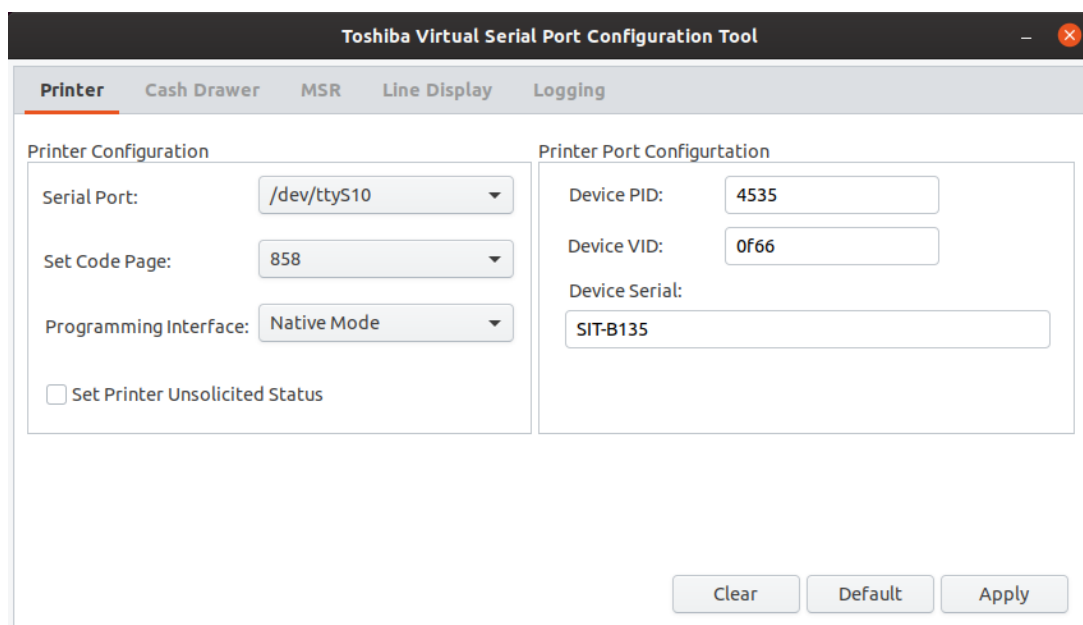 Toshiba Virtual Serial Port Configuration Tool
Printer Cash Drawer MSR Line Display Logging
Printer Configuration
Serial Port: /dev/ttyS10
Set Code Page: 858
Programming Interface: Native Mode
Set Printer Unsolicited Status
Printer Port Configurtation
Device PID: 4535
Device VID: 0f66
Device Serial:
SIT-B135
Clear Default Apply